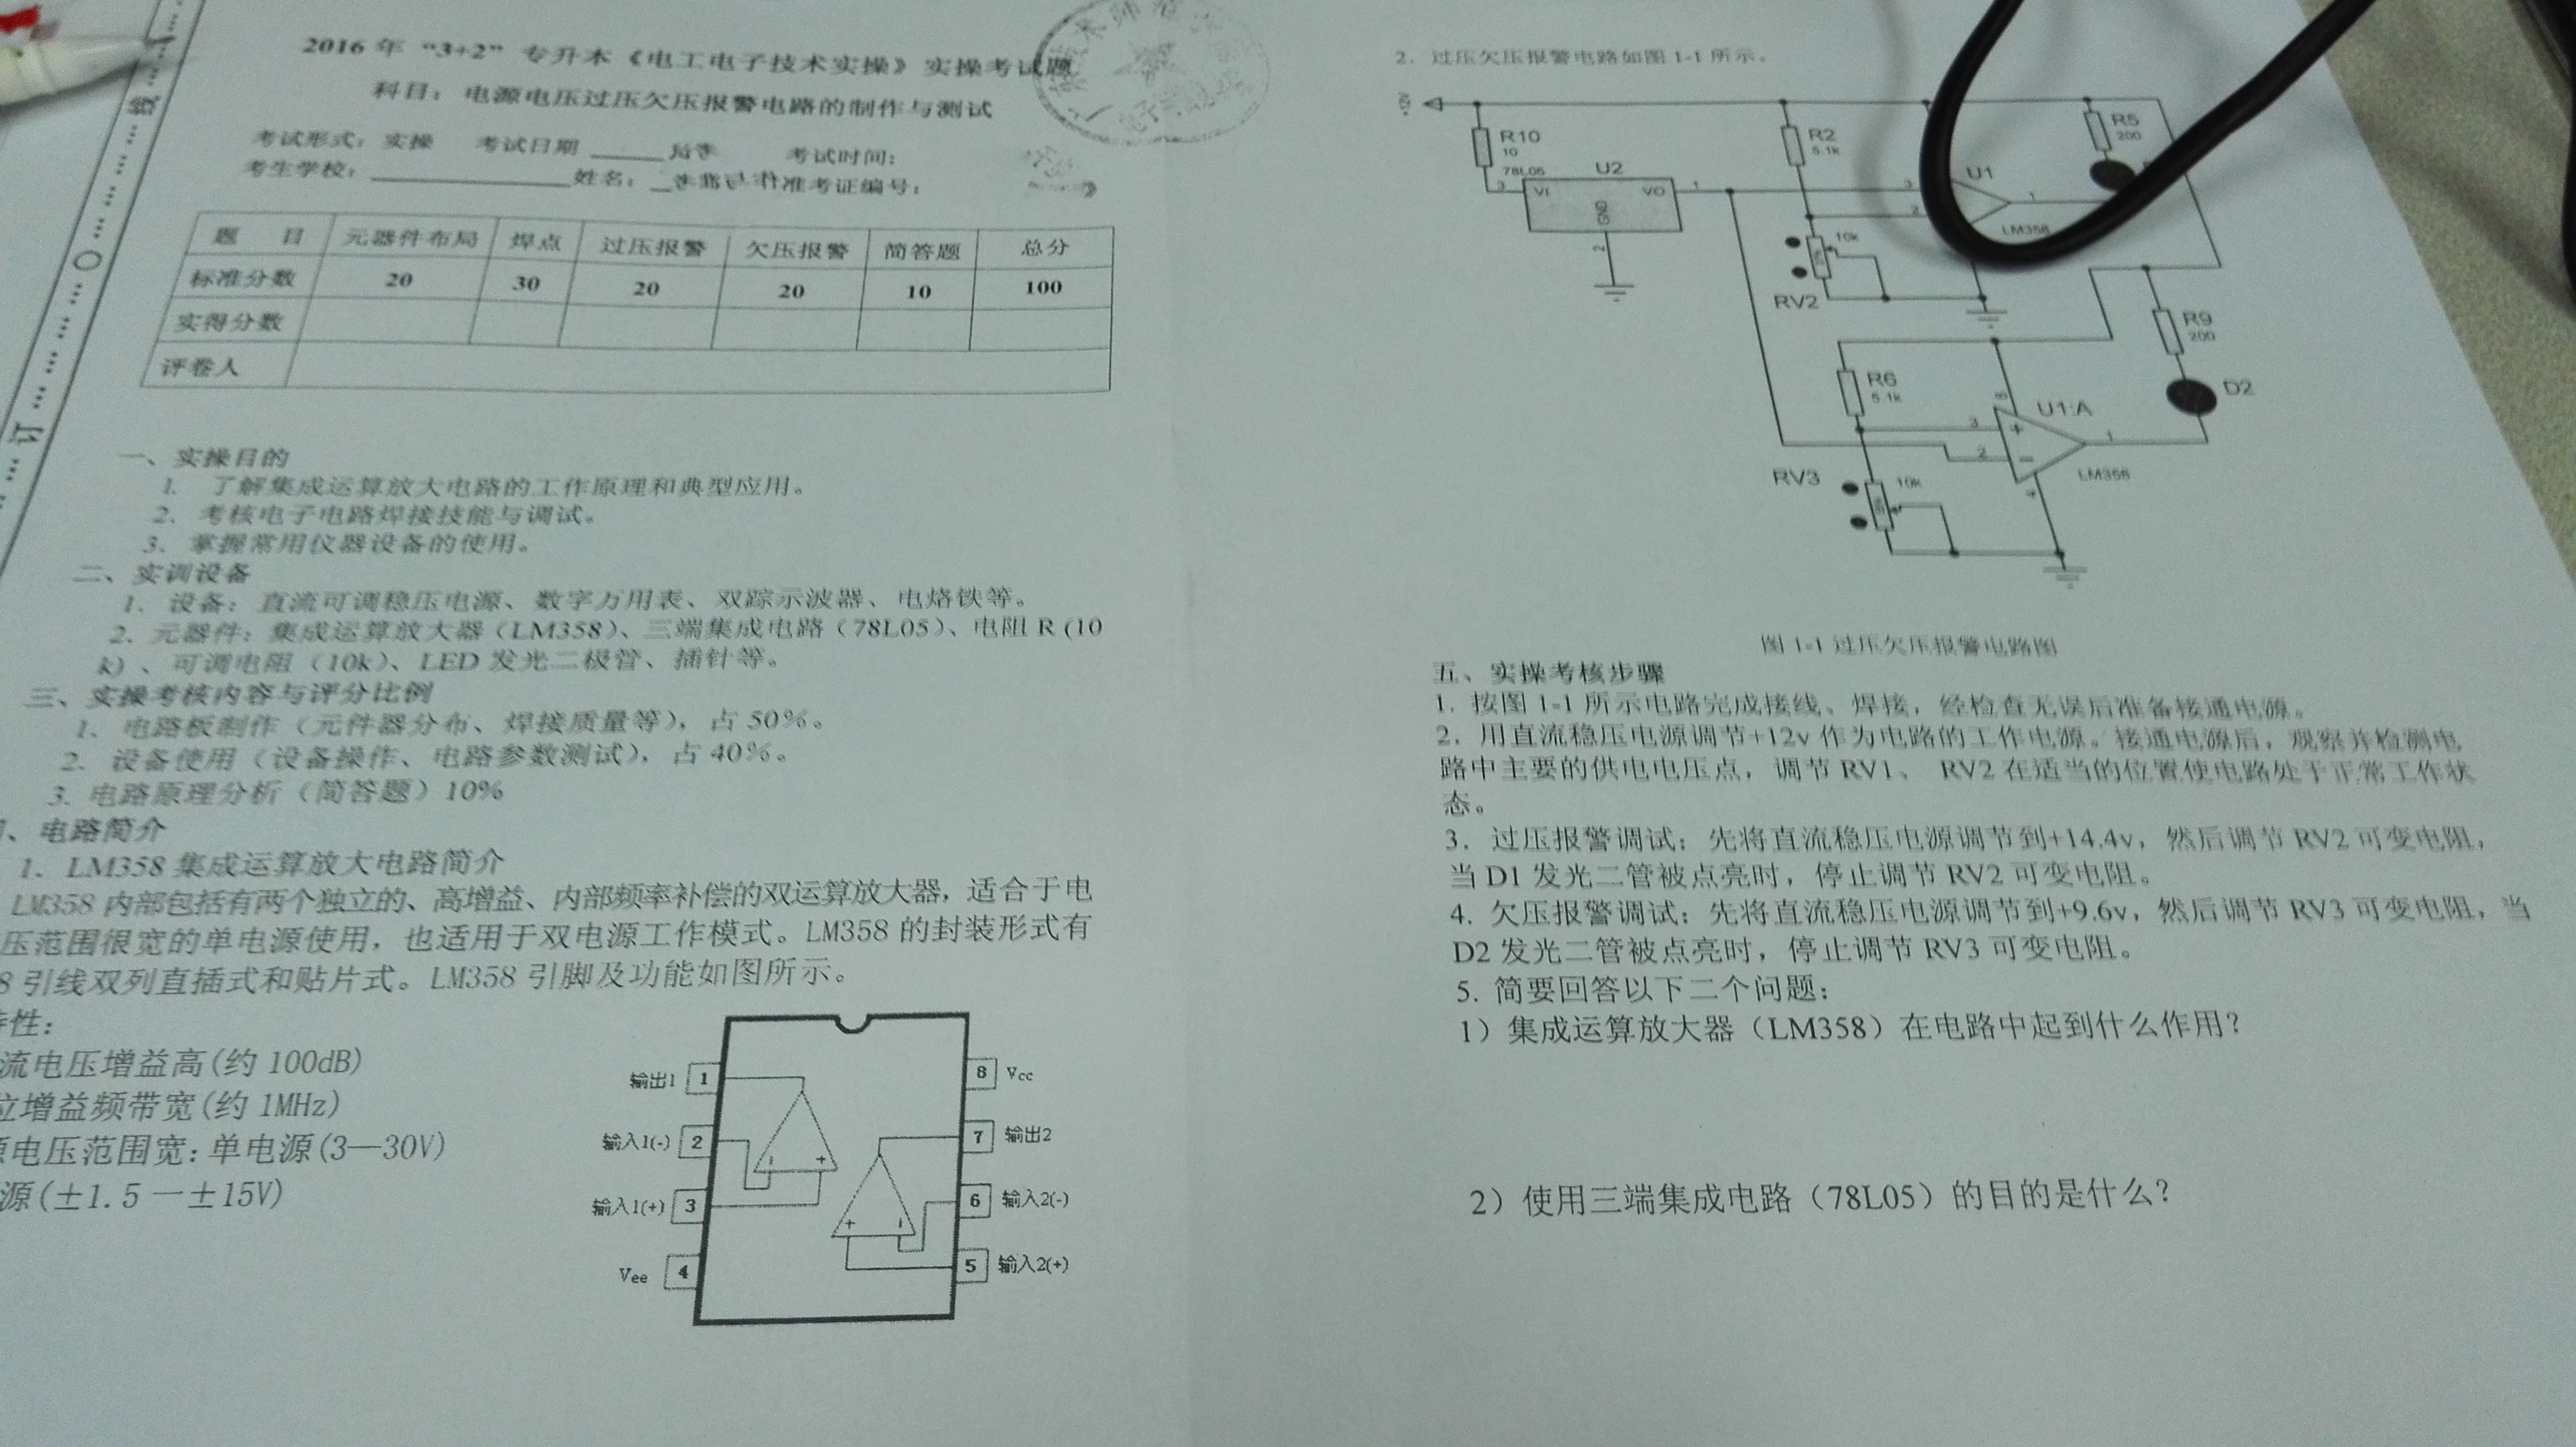 2016 年 “3+2” 专升本《电工电子技术实操》实操考试题
科目：电源电压过压欠压报警电路的制作与测试
考试形式：实操 考试日期 考试时间：
考生学校： 姓名： 准考证编号：
题 目 元器件布局 焊点 过压报警 欠压报警 简答题 总分
标准分数 20 30 20 20 10 100
实得分数
评卷人
线
订
一、实操目的
1. 了解集成运算放大电路的工作原理和典型应用。
2. 考核电子电路焊接技能与调试。
3. 掌握常用仪器设备的使用。
二、实训设备
1. 设备：直流可调稳压电源、数字万用表、双踪示波器、电烙铁等。
2. 元器件：集成运算放大器（LM358）、三端集成电路（78L05）、电阻 R (10
k) 、可调电阻（10k）、LED 发光二极管、插针等。
三、实操考核内容与评分比例
1. 电路板制作（元件器分布、焊接质量等），占 50%。
2. 设备使用（设备操作、电路参数测试），占 40%。
3. 电路原理分析（简答题）10%
、电路简介
1. LM358 集成运算放大电路简介
LM358 内部包括有两个独立的、高增益、内部频率补偿的双运算放大器，适合于电
压范围很宽的单电源使用，也适用于双电源工作模式。LM358 的封装形式有
8 引线双列直插式和贴片式。LM358 引脚及功能如图所示。
性：
流电压增益高(约 100dB)
增益频带宽(约 1MHz)
电压范围宽：单电源(3—30V)
源(±1.5 一±15V)
输出1 1
输入1(-) 2
输入1(+) 3
Vee 4
8 Vcc
7 输出2
6 输入2(-)
5 输入2(+)
2. 过压欠压报警电路如图 1-1 所示。
R10
10
78L05
U2
VI
VO
GND
3
1
2
R2
5.1k
10k
RV2
3
2
U1
1
LM358
R5
200
R9
200
D2
R6
5.1k
RV3
10k
3
2
8
4
U1:A
1
LM358
图 1-1 过压欠压报警电路图
五、实操考核步骤
1. 按图 1-1 所示电路完成接线、焊接，经检查无误后准备接通电源。
2. 用直流稳压电源调节+12v 作为电路的工作电源。接通电源后，观察并检测电
路中主要的供电电压点，调节 RV1、 RV2 在适当的位置使电路处于正常工作状
态。
3. 过压报警调试：先将直流稳压电源调节到+14.4v，然后调节 RV2 可变电阻，
当 D1 发光二管被点亮时，停止调节 RV2 可变电阻。
4. 欠压报警调试：先将直流稳压电源调节到+9.6v，然后调节 RV3 可变电阻，当
D2 发光二管被点亮时，停止调节 RV3 可变电阻。
5. 简要回答以下二个问题：
1）集成运算放大器（LM358）在电路中起到什么作用？
2）使用三端集成电路（78L05）的目的是什么？